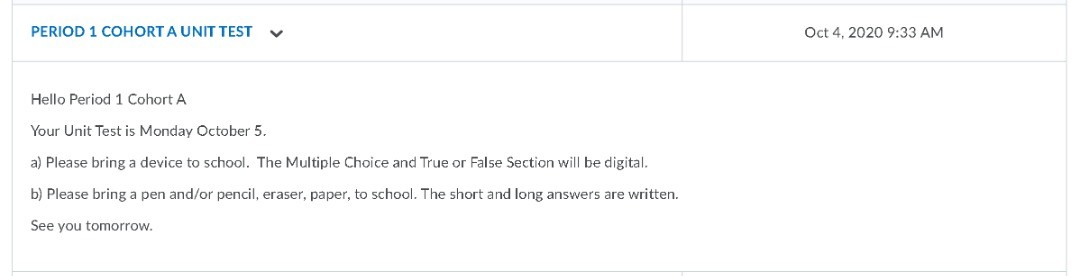 PERIOD 1 COHORT A UNIT TEST
Oct 4, 2020 9:33 AM
Hello Period 1 Cohort A
Your Unit Test is Monday October 5.
a) Please bring a device to school.  The Multiple Choice and True or False Section will be digital.
b) Please bring a pen and/or pencil, eraser, paper, to school. The short and long answers are written.
See you tomorrow.